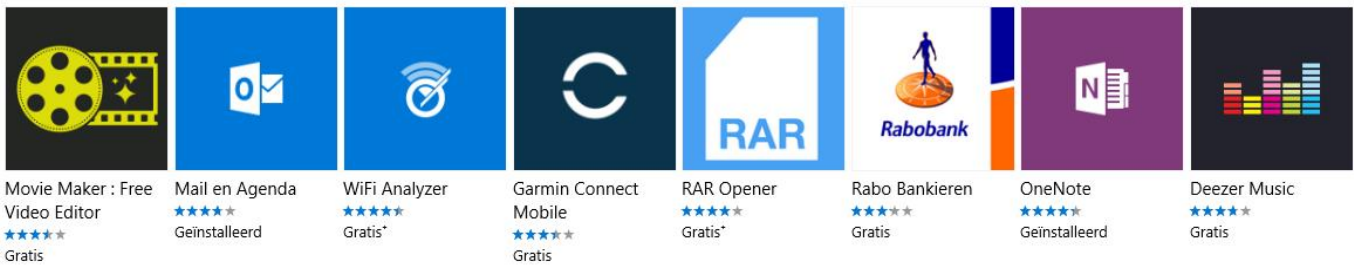 RAR
Rabobank
O
N
Movie Maker : Free
Video Editor
Gratis
Mail en Agenda
Geïnstalleerd
WiFi Analyzer
Gratis⁺
Garmin Connect
Mobile
Gratis
RAR Opener
Gratis⁺
Rabo Bankieren
Gratis
OneNote
Geïnstalleerd
Deezer Music
Gratis